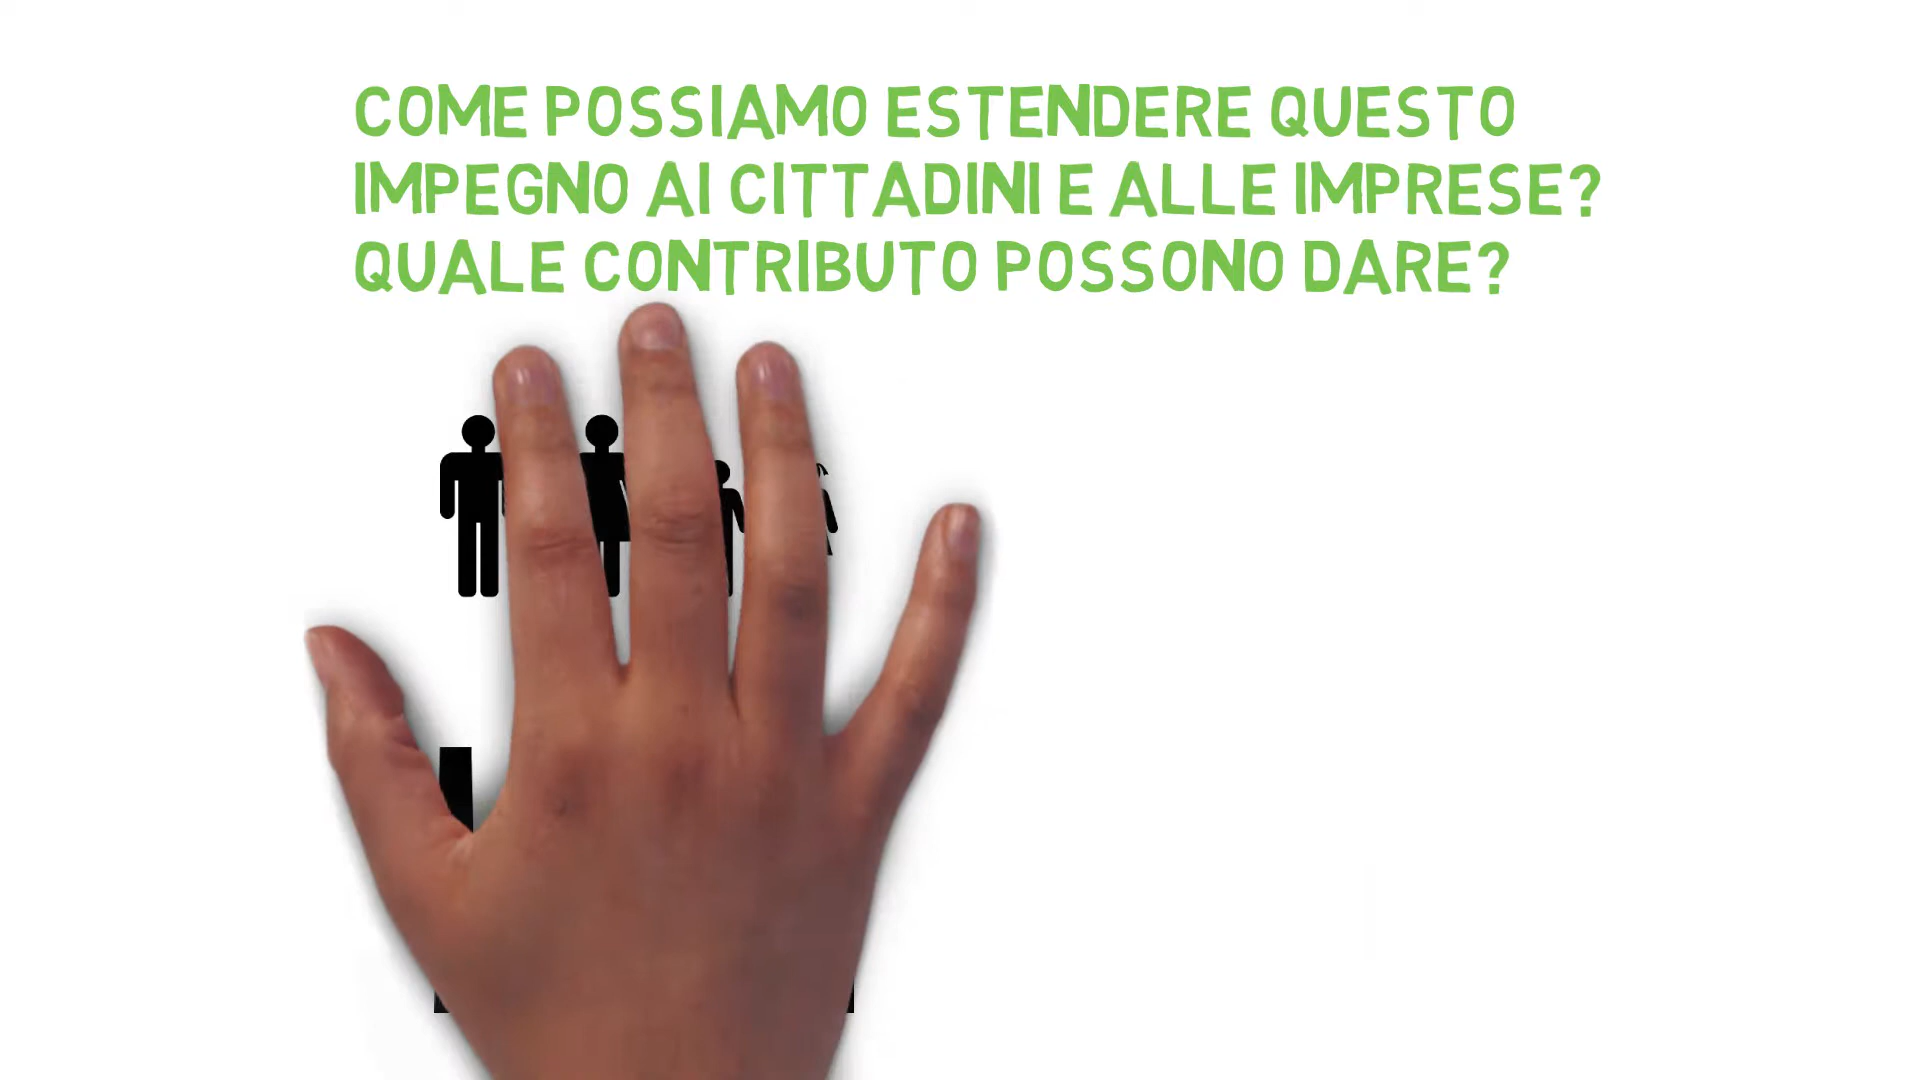 COME POSSIAMO ESTENDERE QUESTO
IMPEGNO AI CITTADINI E ALLE IMPRESE?
QUALE CONTRIBUTO POSSONO DARE?